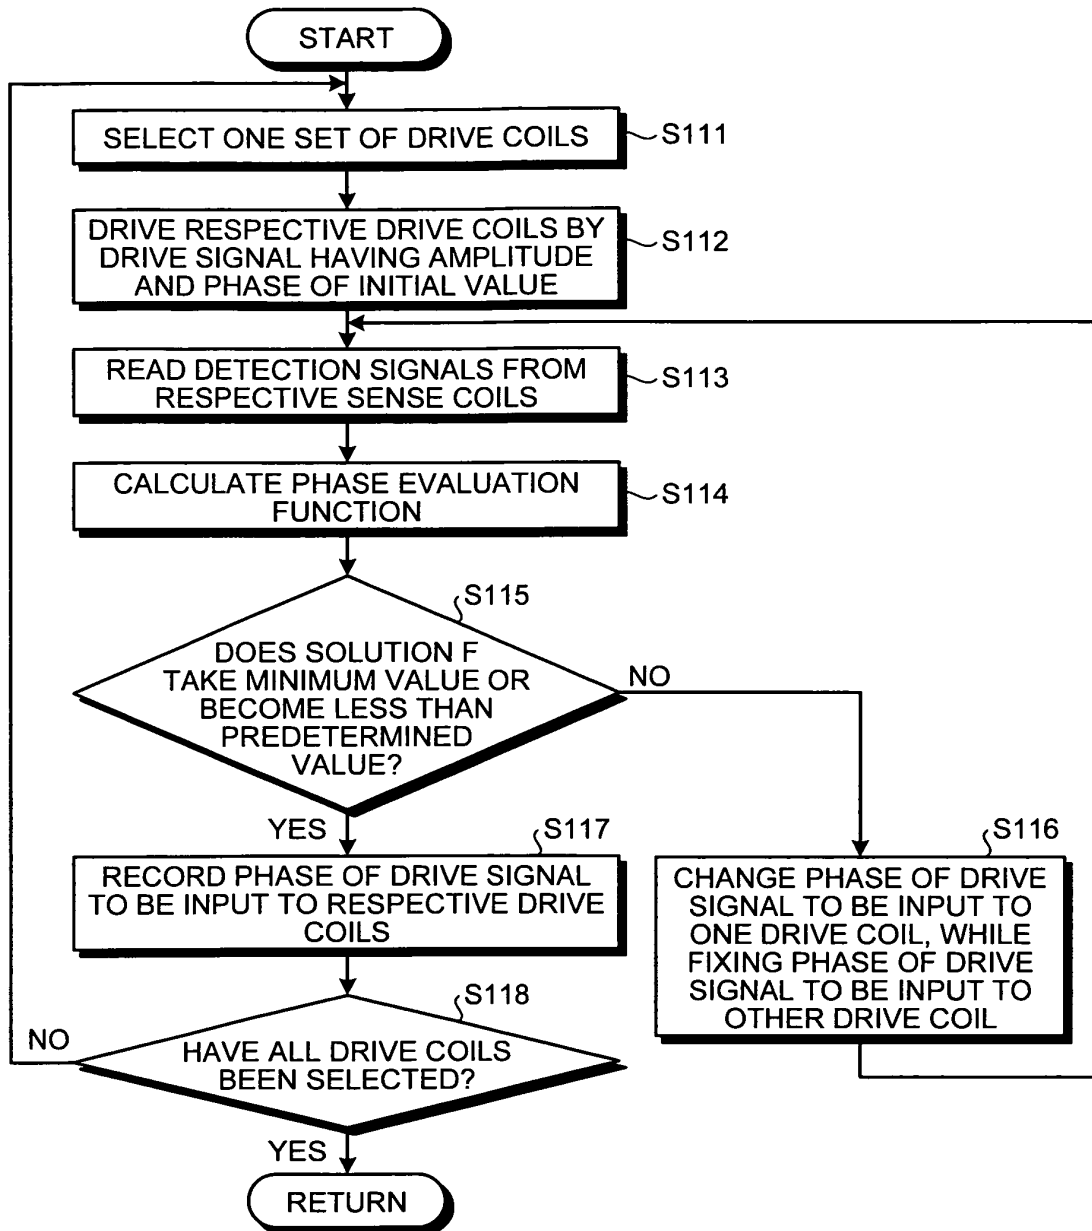 START
SELECT ONE SET OF DRIVE COILS
S111
DRIVE RESPECTIVE DRIVE COILS BY
DRIVE SIGNAL HAVING AMPLITUDE
AND PHASE OF INITIAL VALUE
S112
READ DETECTION SIGNALS FROM
RESPECTIVE SENSE COILS
S113
CALCULATE PHASE EVALUATION
FUNCTION
S114
S115
DOES SOLUTION F
TAKE MINIMUM VALUE OR
BECOME LESS THAN
PREDETERMINED
VALUE?
NO
YES
S117
RECORD PHASE OF DRIVE SIGNAL
TO BE INPUT TO RESPECTIVE DRIVE
COILS
S116
CHANGE PHASE OF DRIVE
SIGNAL TO BE INPUT TO
ONE DRIVE COIL, WHILE
FIXING PHASE OF DRIVE
SIGNAL TO BE INPUT TO
OTHER DRIVE COIL
S118
NO
HAVE ALL DRIVE COILS
BEEN SELECTED?
YES
RETURN